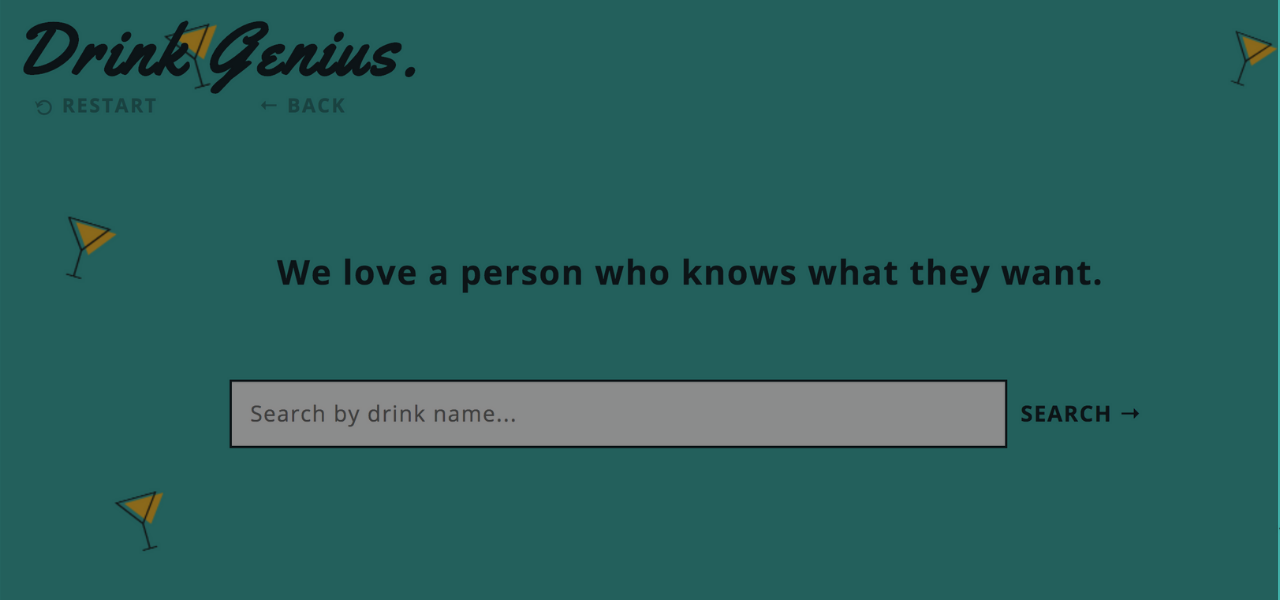 Drink Genius.
RESTART ← BACK
We love a person who knows what they want.
Search by drink name...
SEARCH →